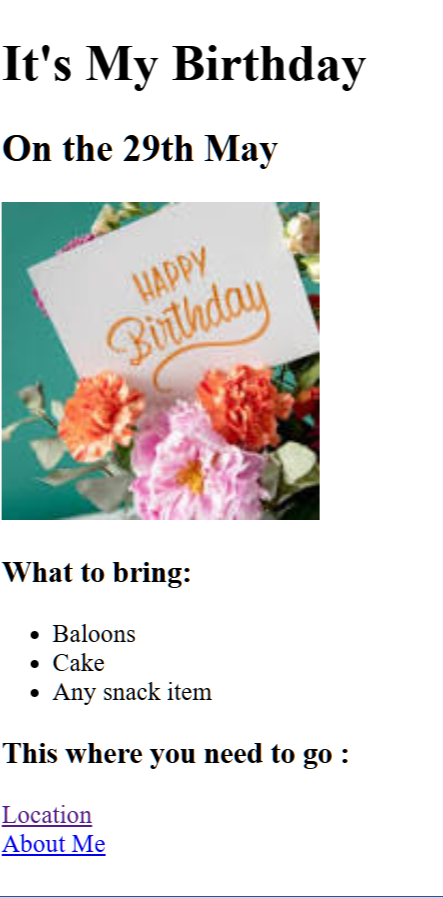 It's My Birthday
On the 29th May
HAPPY
Birthday
What to bring:
Baloons
Cake
Any snack item
This where you need to go :
Location
About Me